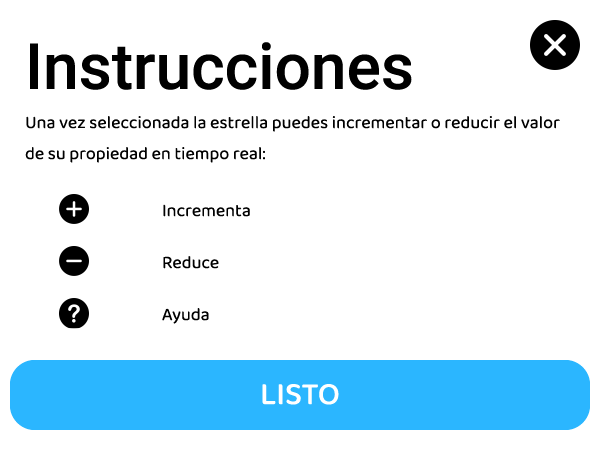 Instrucciones
Una vez seleccionada la estrella puedes incrementar o reducir el valor
de su propiedad en tiempo real:
+ Incrementa
− Reduce
? Ayuda
LISTO